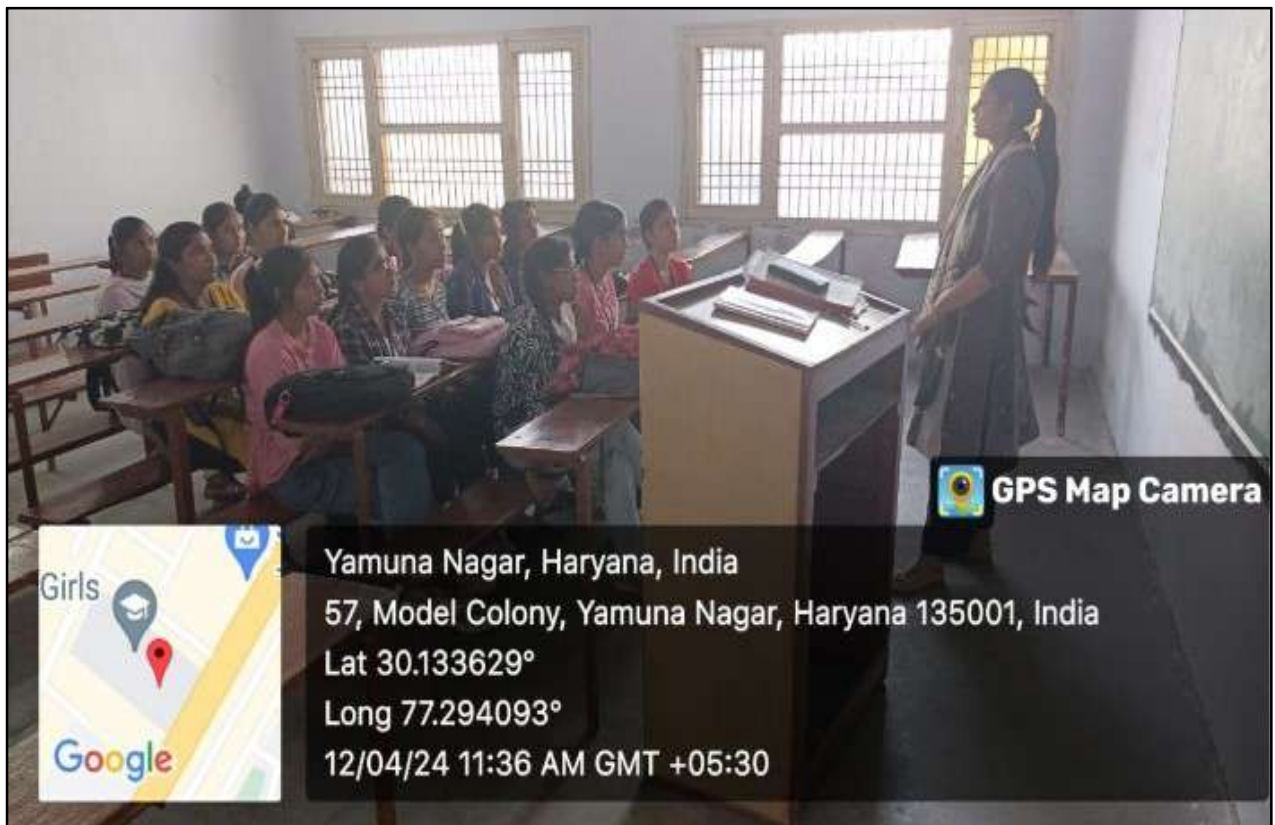 GPS Map Camera
Girls
Google
Yamuna Nagar, Haryana, India
57, Model Colony, Yamuna Nagar, Haryana 135001, India
Lat 30.133629°
Long 77.294093°
12/04/24 11:36 AM GMT +05:30